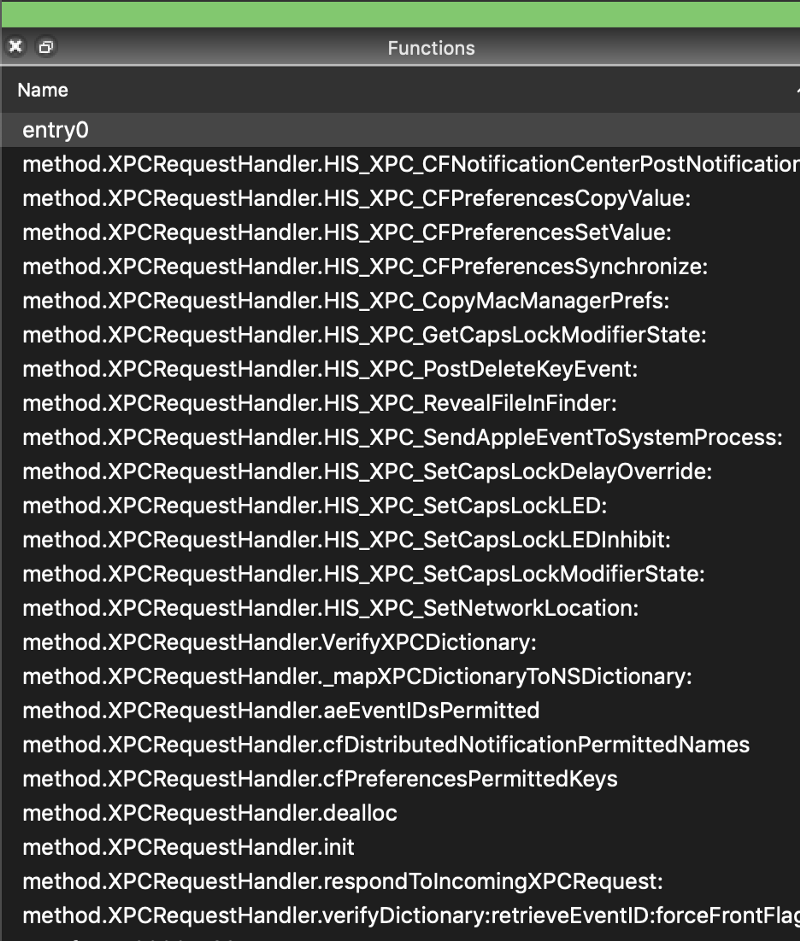 Functions
Name
entry0
method.XPCRequestHandler.HIS_XPC_CFNotificationCenterPostNotification
method.XPCRequestHandler.HIS_XPC_CFPreferencesCopyValue:
method.XPCRequestHandler.HIS_XPC_CFPreferencesSetValue:
method.XPCRequestHandler.HIS_XPC_CFPreferencesSynchronize:
method.XPCRequestHandler.HIS_XPC_CopyMacManagerPrefs:
method.XPCRequestHandler.HIS_XPC_GetCapsLockModifierState:
method.XPCRequestHandler.HIS_XPC_PostDeleteKeyEvent:
method.XPCRequestHandler.HIS_XPC_RevealFileInFinder:
method.XPCRequestHandler.HIS_XPC_SendAppleEventToSystemProcess:
method.XPCRequestHandler.HIS_XPC_SetCapsLockDelayOverride:
method.XPCRequestHandler.HIS_XPC_SetCapsLockLED:
method.XPCRequestHandler.HIS_XPC_SetCapsLockLEDInhibit:
method.XPCRequestHandler.HIS_XPC_SetCapsLockModifierState:
method.XPCRequestHandler.HIS_XPC_SetNetworkLocation:
method.XPCRequestHandler.VerifyXPCDictionary:
method.XPCRequestHandler._mapXPCDictionaryToNSDictionary:
method.XPCRequestHandler.aeEventIDsPermitted
method.XPCRequestHandler.cfDistributedNotificationPermittedNames
method.XPCRequestHandler.cfPreferencesPermittedKeys
method.XPCRequestHandler.dealloc
method.XPCRequestHandler.init
method.XPCRequestHandler.respondToIncomingXPCRequest:
method.XPCRequestHandler.verifyDictionary:retrieveEventID:forceFrontFlag